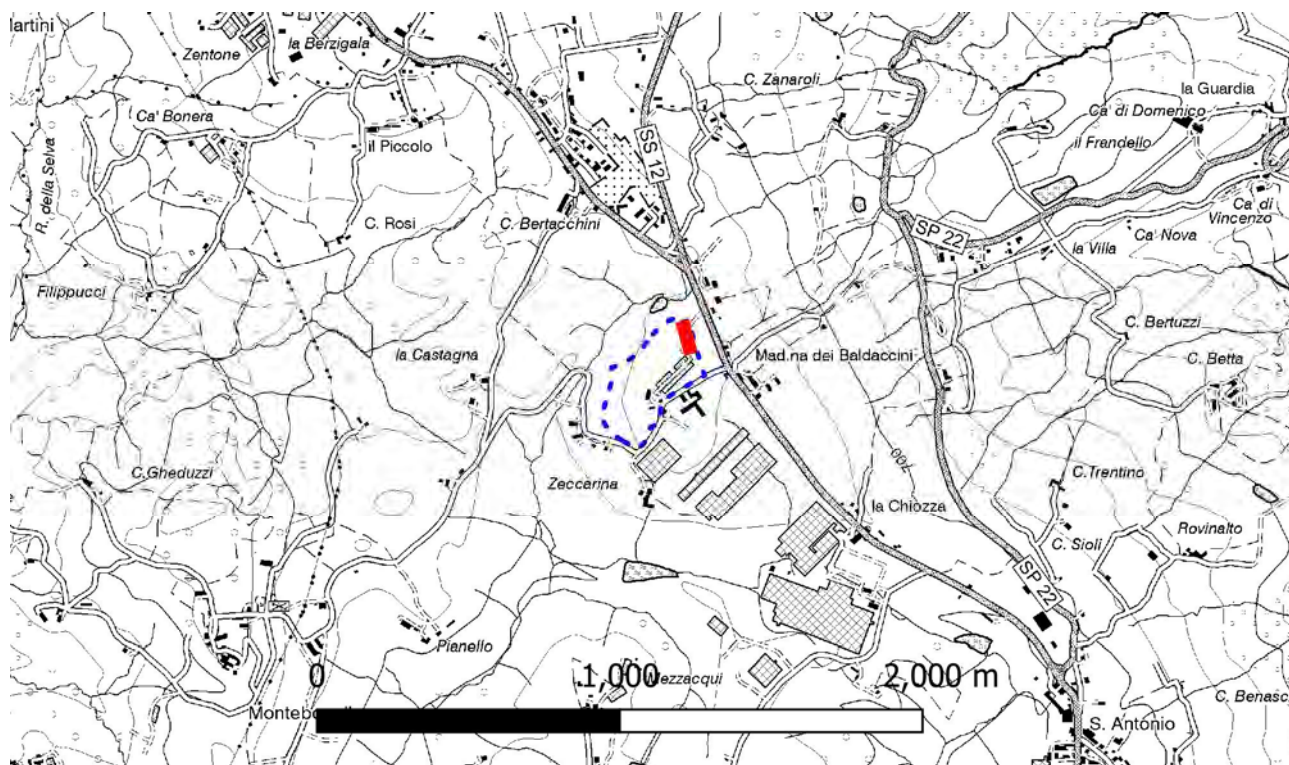 lartini
Zentone
la Berzigala
Ca' Bonera
il Piccolo
R. della Selva
C. Rosi
C. Bertacchini
Filippucci
SS 12
C. Zanaroli
la Guardia
Ca' di Domenico
il Frandello
SP 22
Ca' di
Vincenzo
Ca' Nova
la Villa
C. Bertuzzi
C. Betta
la Castagna
Mad.na dei Baldaccini
C.Gheduzzi
Zeccarina
700
la Chiozza
C.Trentino
Rovinalto
C. Sioli
SP 22
Pianello
0
1,000
2,000 m
C. Benasc
S. Antonio